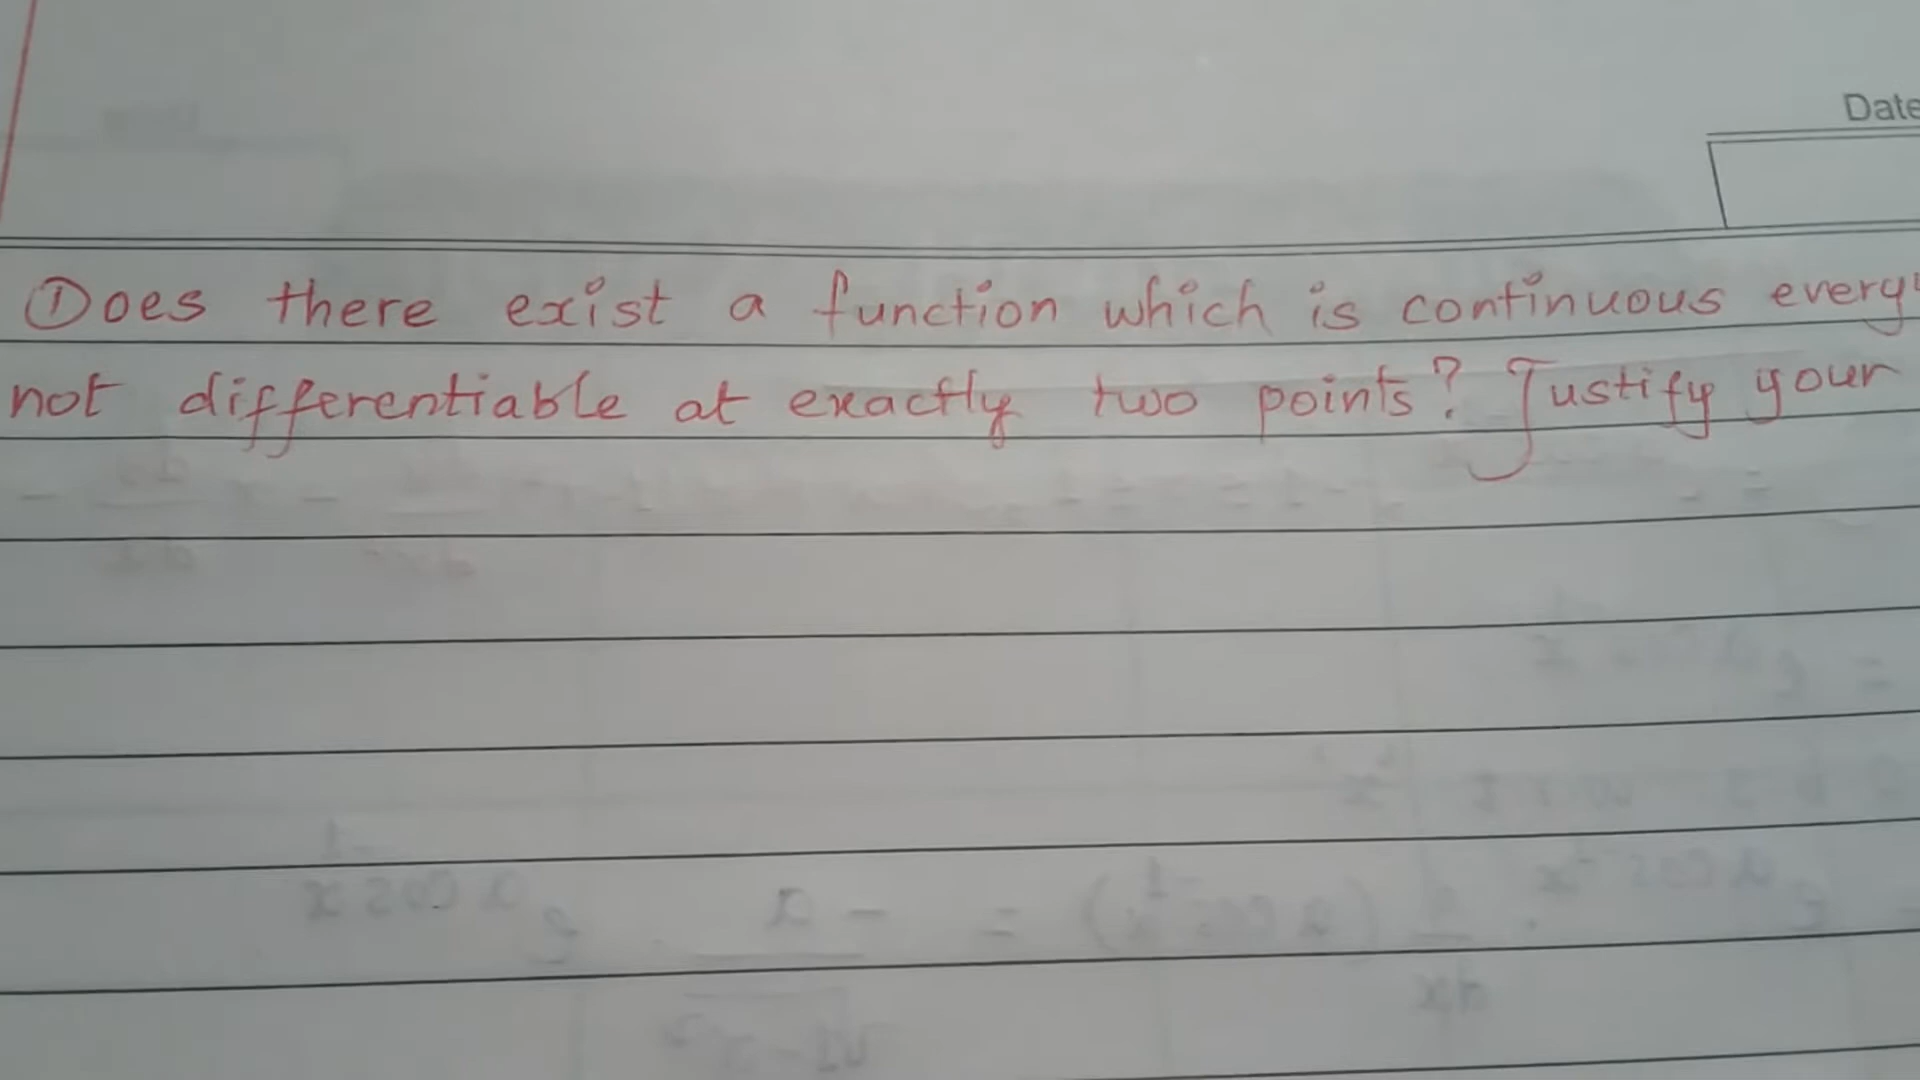 Date
Does there exist a function which is continuous every
not differentiable at exactly two points? Justify your